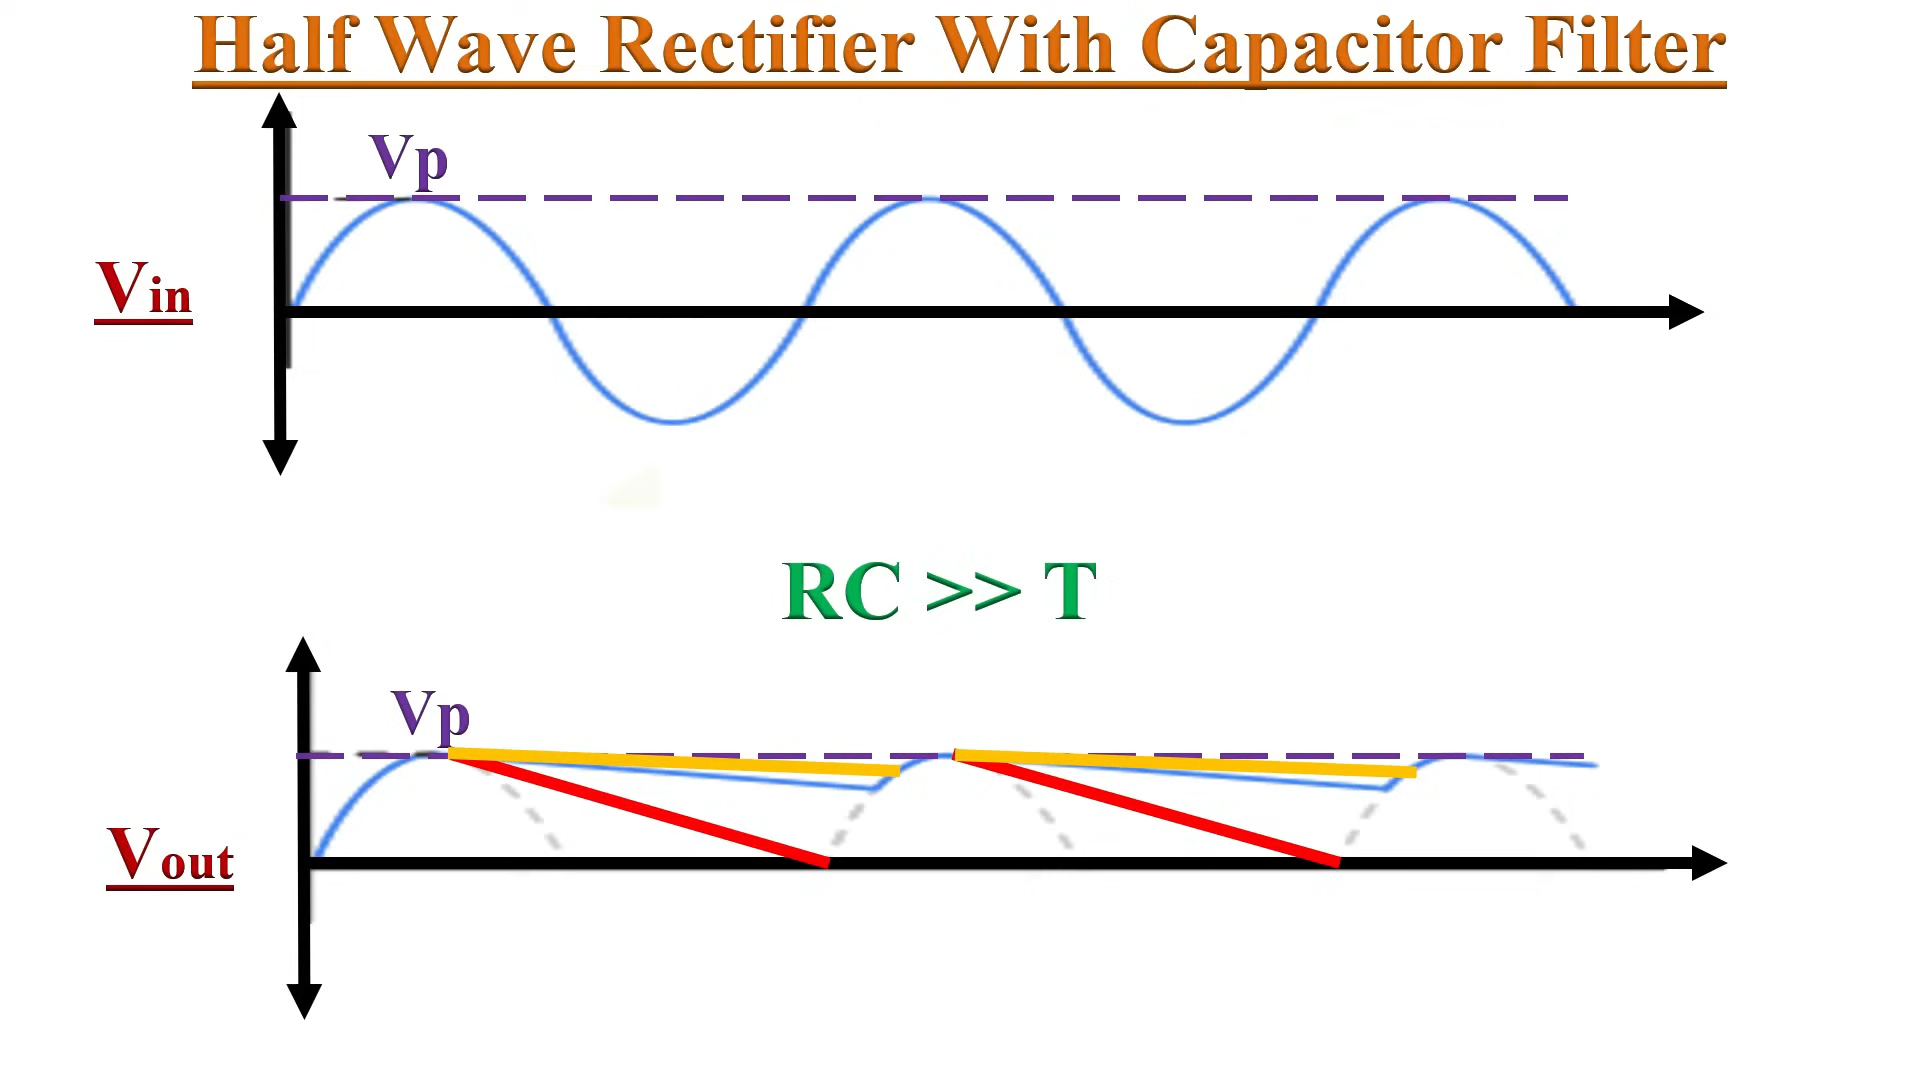 Half Wave Rectifier With Capacitor Filter
Vp
Vin
RC >> T
Vp
Vout